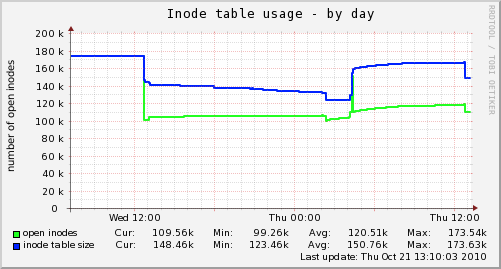 Inode table usage - by day
RRDTOOL / TOBI OETIKER
number of open inodes
200 k
180 k
160 k
140 k
120 k
100 k
80 k
60 k
40 k
20 k
0
Wed 12:00 Thu 00:00 Thu 12:00
open inodes Cur: 109.56k Min: 99.26k Avg: 120.51k Max: 173.54k
inode table size Cur: 148.46k Min: 123.46k Avg: 150.76k Max: 173.63k
Last update: Thu Oct 21 13:10:03 2010